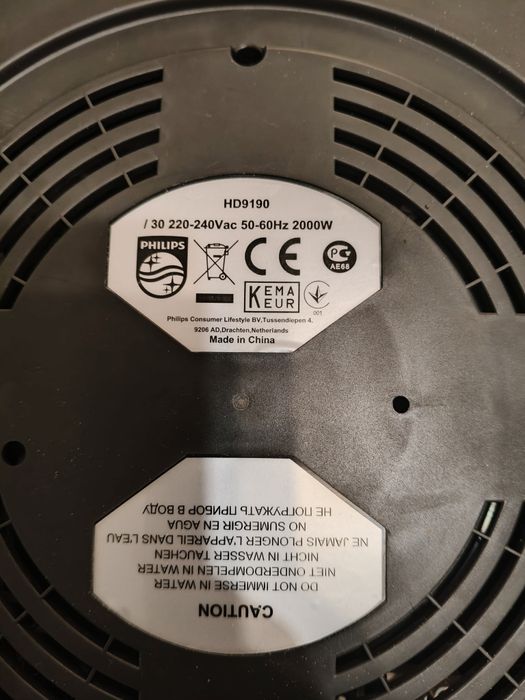 HD9190
/ 30 220-240Vac 50-60Hz 2000W
PHILIPS
CE
PC
AE68
KEMA
EUR
001
Philips Consumer Lifestyle BV,Tussendiepen 4,
9206 AD,Drachten,Netherlands
Made in China
CAUTION
DO NOT IMMERSE IN WATER
NIET ONDERDOMPELEN IN WATER
NICHT IN WASSER TAUCHEN
NE JAMAIS PLONGER L'APPAREIL DANS L'EAU
NO SUMERGIR EN AGUA
НЕ ПОГРУЖАТЬ ПРИБОР В ВОДУ